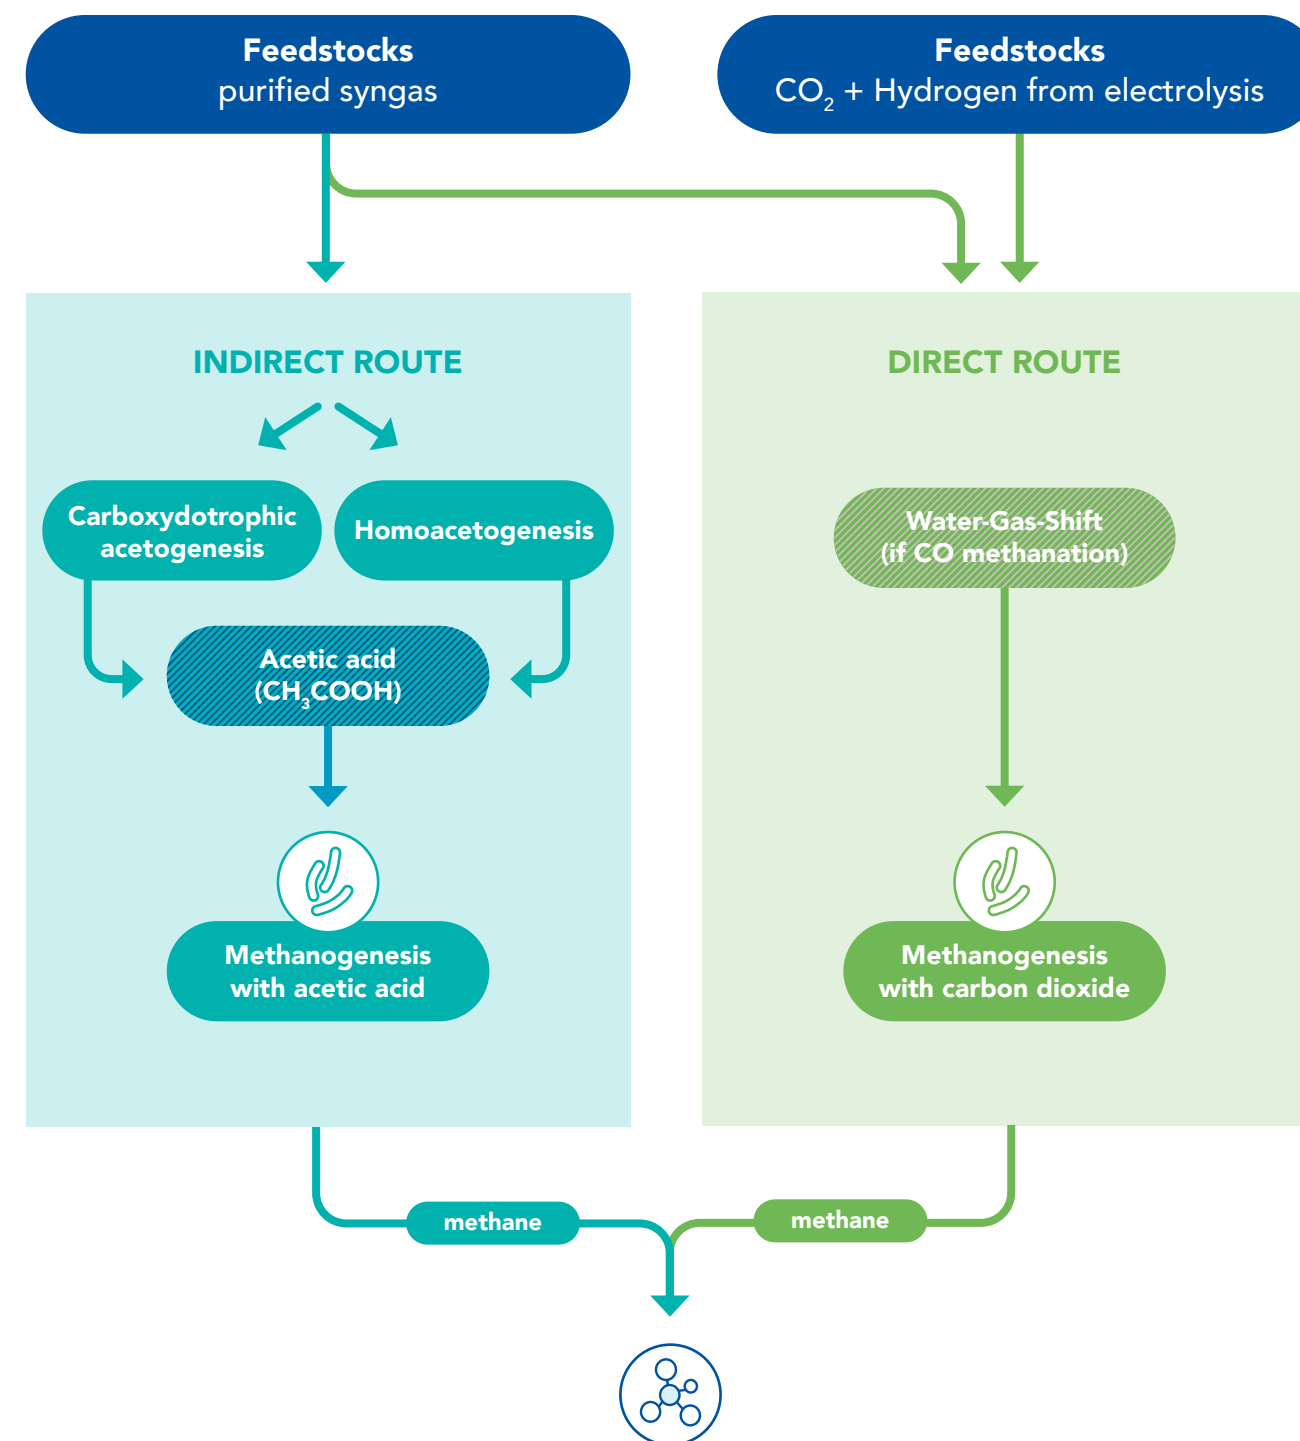 Feedstocks
purified syngas
Feedstocks
CO₂ + Hydrogen from electrolysis
INDIRECT ROUTE
DIRECT ROUTE
Carboxydotrophic
acetogenesis
Homoacetogenesis
Water-Gas-Shift
(if CO methanation)
Acetic acid
(CH₃COOH)
Methanogenesis
with acetic acid
Methanogenesis
with carbon dioxide
methane
methane